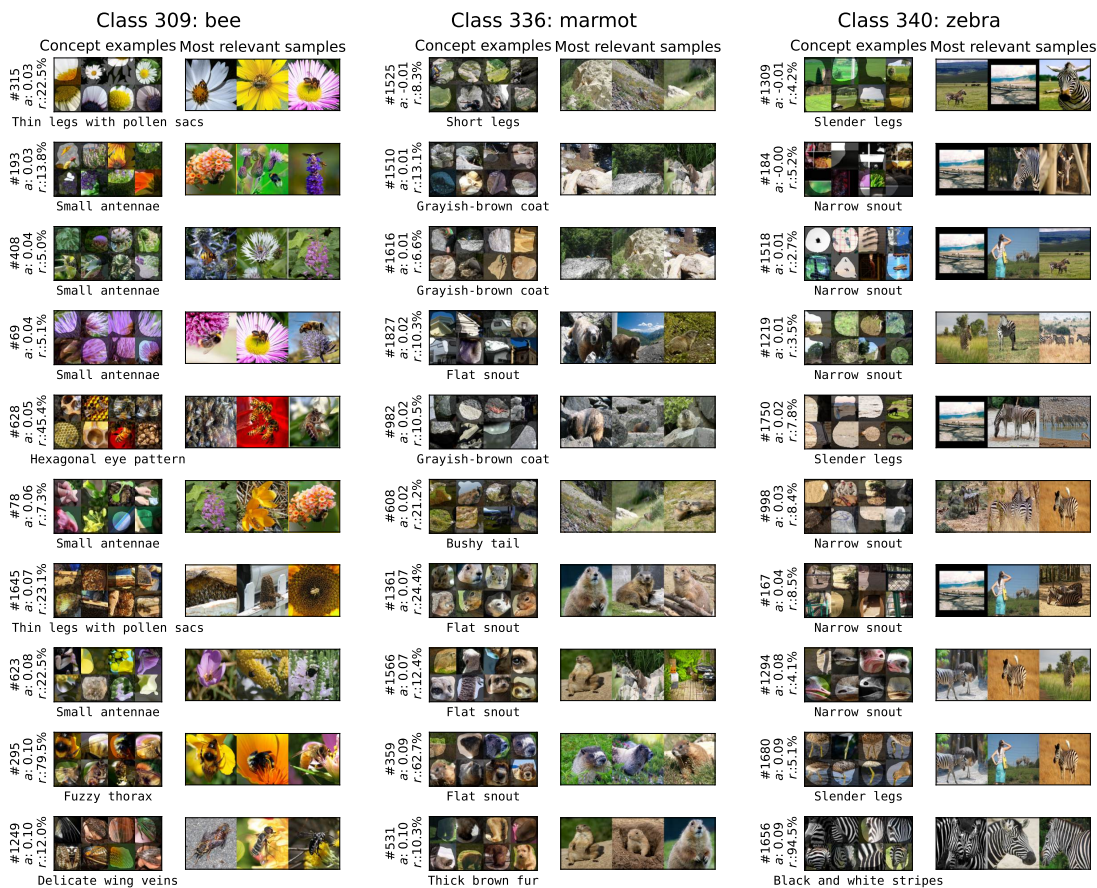 Class 309: bee
Concept examples Most relevant samples
#315
a: 0.03
r.:22.5%
Thin legs with pollen sacs
#193
a: 0.03
r.:13.8%
Small antennae
#408
a: 0.04
r.:5.0%
Small antennae
#69
a: 0.04
r.:5.1%
Small antennae
#628
a: 0.05
r.:45.4%
Hexagonal eye pattern
#78
a: 0.06
r.:7.3%
Small antennae
#1645
a: 0.07
r.:23.1%
Thin legs with pollen sacs
#623
a: 0.08
r.:22.5%
Small antennae
#295
a: 0.10
r.:79.5%
Fuzzy thorax
#1249
a: 0.10
r.:12.0%
Delicate wing veins
Class 336: marmot
Concept examples Most relevant samples
#1525
a: -0.01
r.:8.3%
Short legs
#1510
a: 0.01
r.:13.1%
Grayish-brown coat
#1616
a: 0.01
r.:6.6%
Grayish-brown coat
#1827
a: 0.02
r.:10.3%
Flat snout
#982
a: 0.02
r.:10.5%
Grayish-brown coat
#608
a: 0.02
r.:21.2%
Bushy tail
#1361
a: 0.07
r.:24.4%
Flat snout
#1566
a: 0.07
r.:12.4%
Flat snout
#359
a: 0.09
r.:62.7%
Flat snout
#531
a: 0.10
r.:10.3%
Thick brown fur
Class 340: zebra
Concept examples Most relevant samples
#1309
a: -0.01
r.:4.2%
Slender legs
#184
a: -0.00
r.:5.2%
Narrow snout
#1518
a: 0.01
r.:2.7%
Narrow snout
#1219
a: 0.01
r.:3.5%
Narrow snout
#1750
a: 0.02
r.:7.8%
Slender legs
#998
a: 0.03
r.:8.4%
Narrow snout
#167
a: 0.04
r.:8.5%
Narrow snout
#1294
a: 0.08
r.:4.1%
Narrow snout
#1680
a: 0.09
r.:5.1%
Slender legs
#1656
a: 0.09
r.:94.5%
Black and white stripes